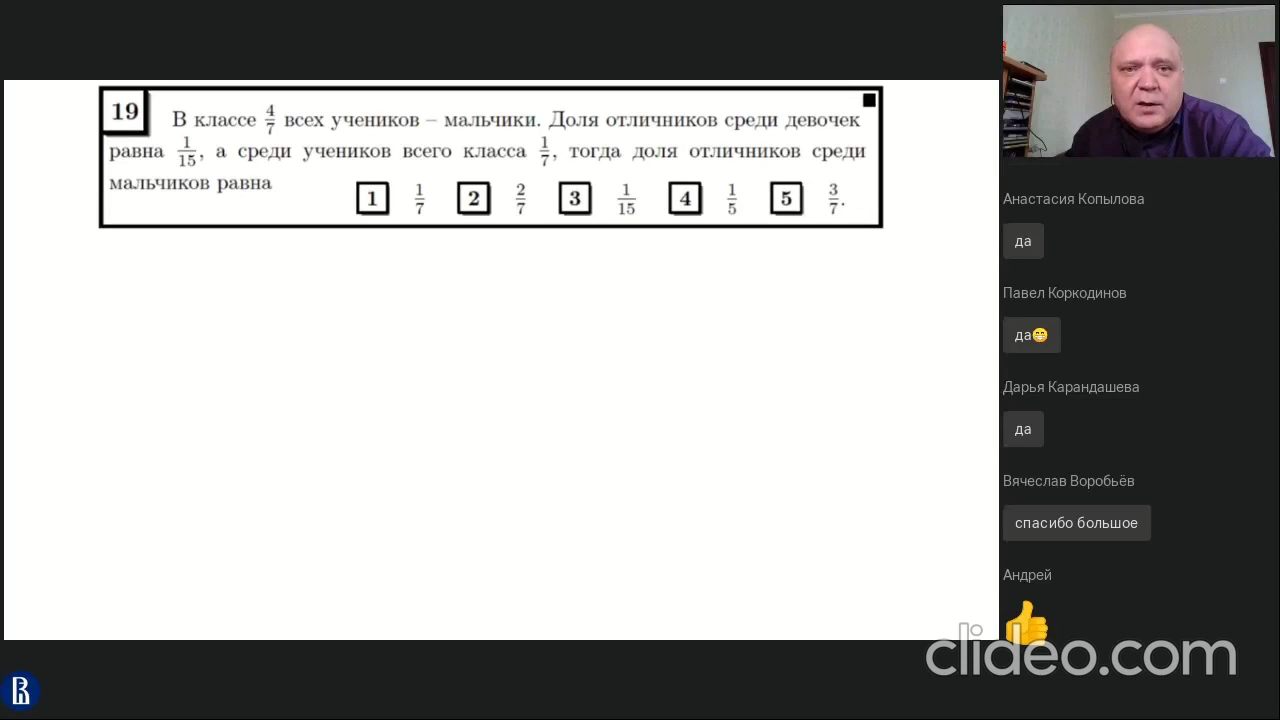 19
В классе 4/7 всех учеников – мальчики. Доля отличников среди девочек
равна 1/15, а среди учеников всего класса 1/7, тогда доля отличников среди
мальчиков равна
1 1/7 2 2/7 3 1/15 4 1/5 5 3/7.
Анастасия Копылова
да
Павел Коркодинов
да😁
Дарья Карандашева
да
Вячеслав Воробьёв
спасибо большое
Андрей
👍
clideo.com